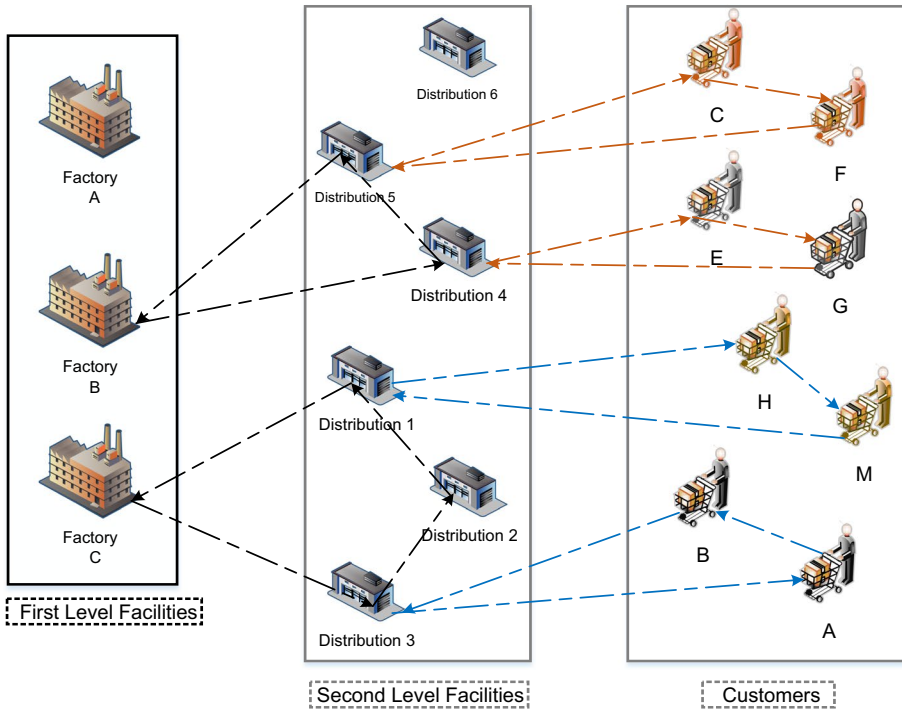 Factory
A
Factory
B
Factory
C
First Level Facilities
Distribution 6
Distribution 5
Distribution 4
Distribution 1
Distribution 2
Distribution 3
Second Level Facilities
C
F
E
G
H
M
B
A
Customers